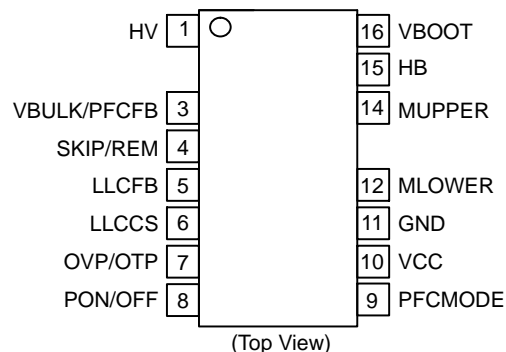 HV 1 16 VBOOT
15 HB
VBULK/PFCFB 3 14 MUPPER
SKIP/REM 4
LLCFB 5 12 MLOWER
LLCCS 6 11 GND
OVP/OTP 7 10 VCC
PON/OFF 8 9 PFCMODE
(Top View)